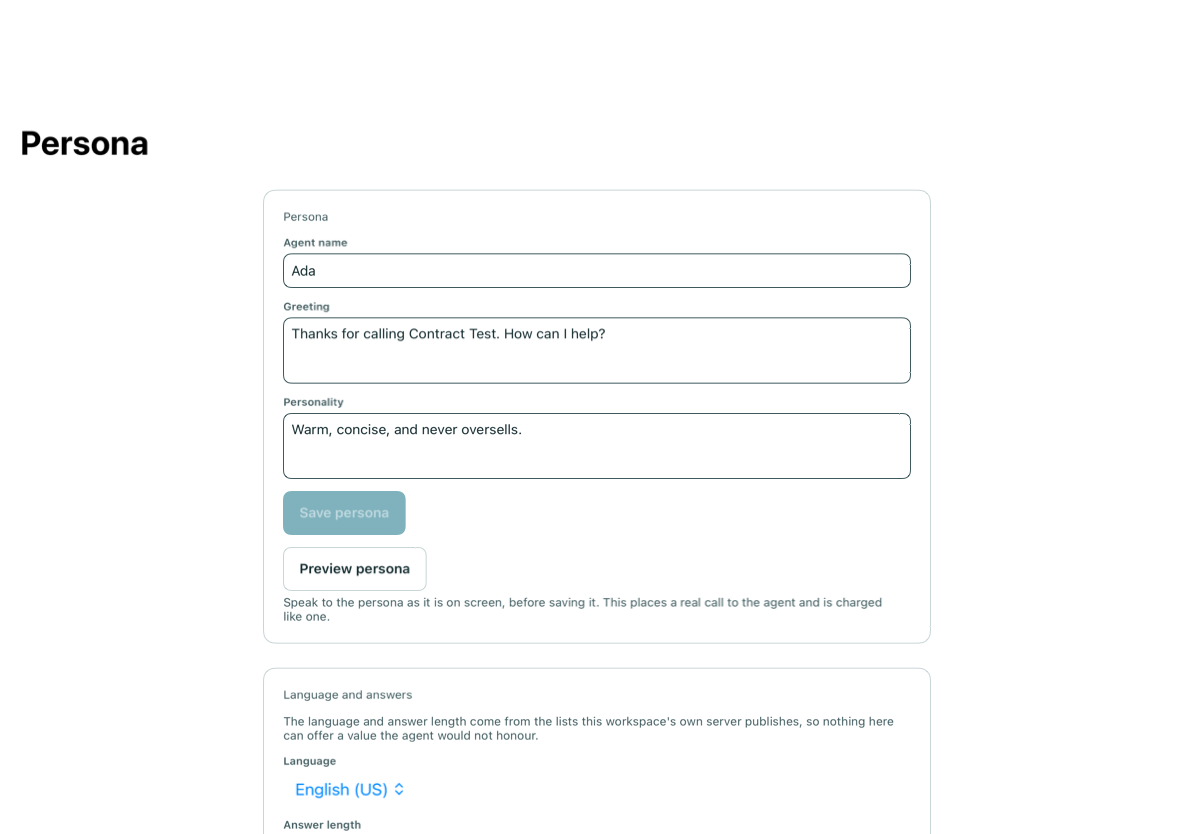 Persona
Persona
Agent name
Ada
Greeting
Thanks for calling Contract Test. How can I help?
Personality
Warm, concise, and never oversells.
Save persona
Preview persona
Speak to the persona as it is on screen, before saving it. This places a real call to the agent and is charged
like one.
Language and answers
The language and answer length come from the lists this workspace's own server publishes, so nothing here
can offer a value the agent would not honour.
Language
English (US)
Answer length